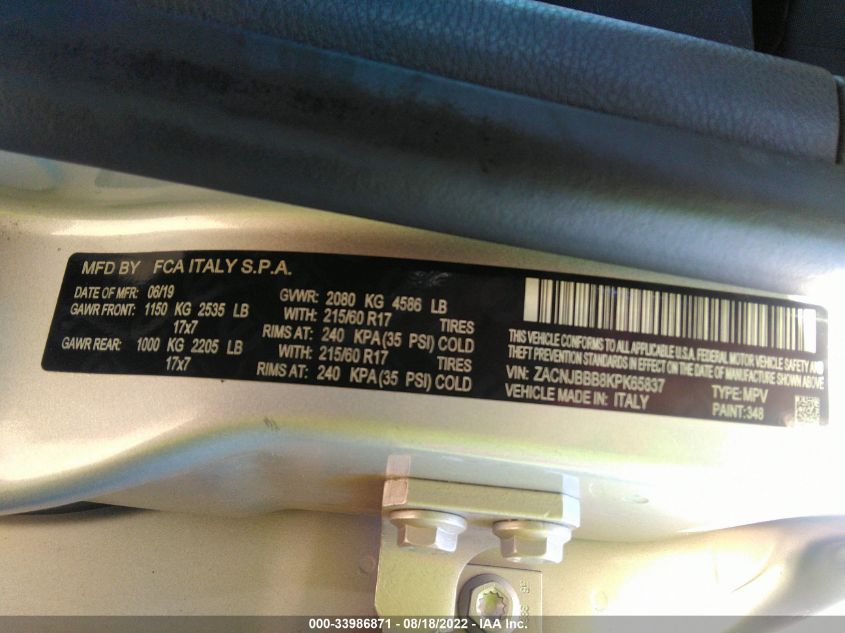 MFD BY FCA ITALY S.P.A.
DATE OF MFR: 06/19 GVWR: 2080 KG 4586 LB
GAWR FRONT: 1150 KG 2535 LB WITH: 215/60 R17 TIRES
17x7 RIMS AT: 240 KPA (35 PSI) COLD
GAWR REAR: 1000 KG 2205 LB WITH: 215/60 R17 TIRES
17x7 RIMS AT: 240 KPA (35 PSI) COLD
THIS VEHICLE CONFORMS TO ALL APPLICABLE U.S.A. FEDERAL MOTOR VEHICLE SAFETY AND
THEFT PREVENTION STANDARDS IN EFFECT ON THE DATE OF MANUFACTURE SHOWN ABOVE
VIN: ZACNJBBB8KPK65837 TYPE: MPV
VEHICLE MADE IN: ITALY PAINT: 348
000-33986871 - 08/18/2022 - IAA Inc.